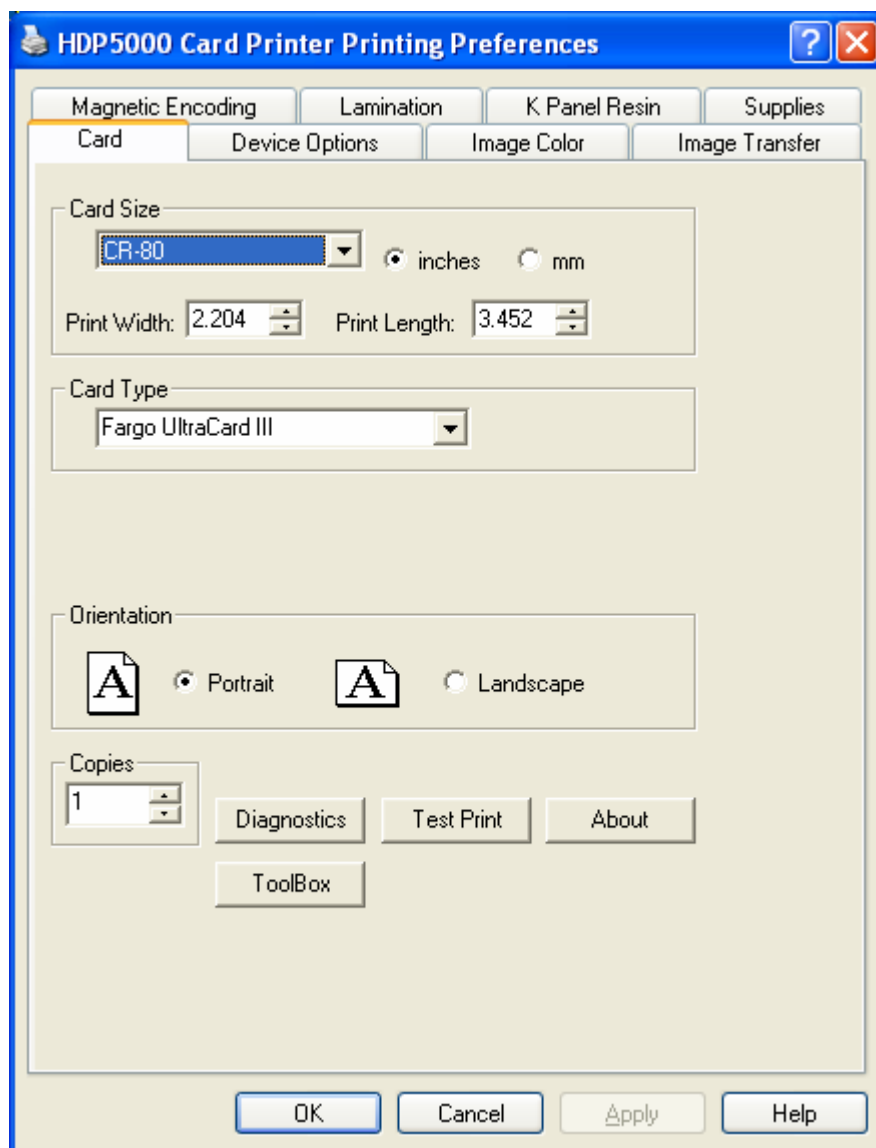 HDP5000 Card Printer Printing Preferences
Magnetic Encoding Lamination K Panel Resin Supplies
Card Device Options Image Color Image Transfer
Card Size
CR-80 inches mm
Print Width: 2.204 Print Length: 3.452
Card Type
Fargo UltraCard III
Orientation
A Portrait A Landscape
Copies
1
Diagnostics Test Print About
ToolBox
OK Cancel Apply Help